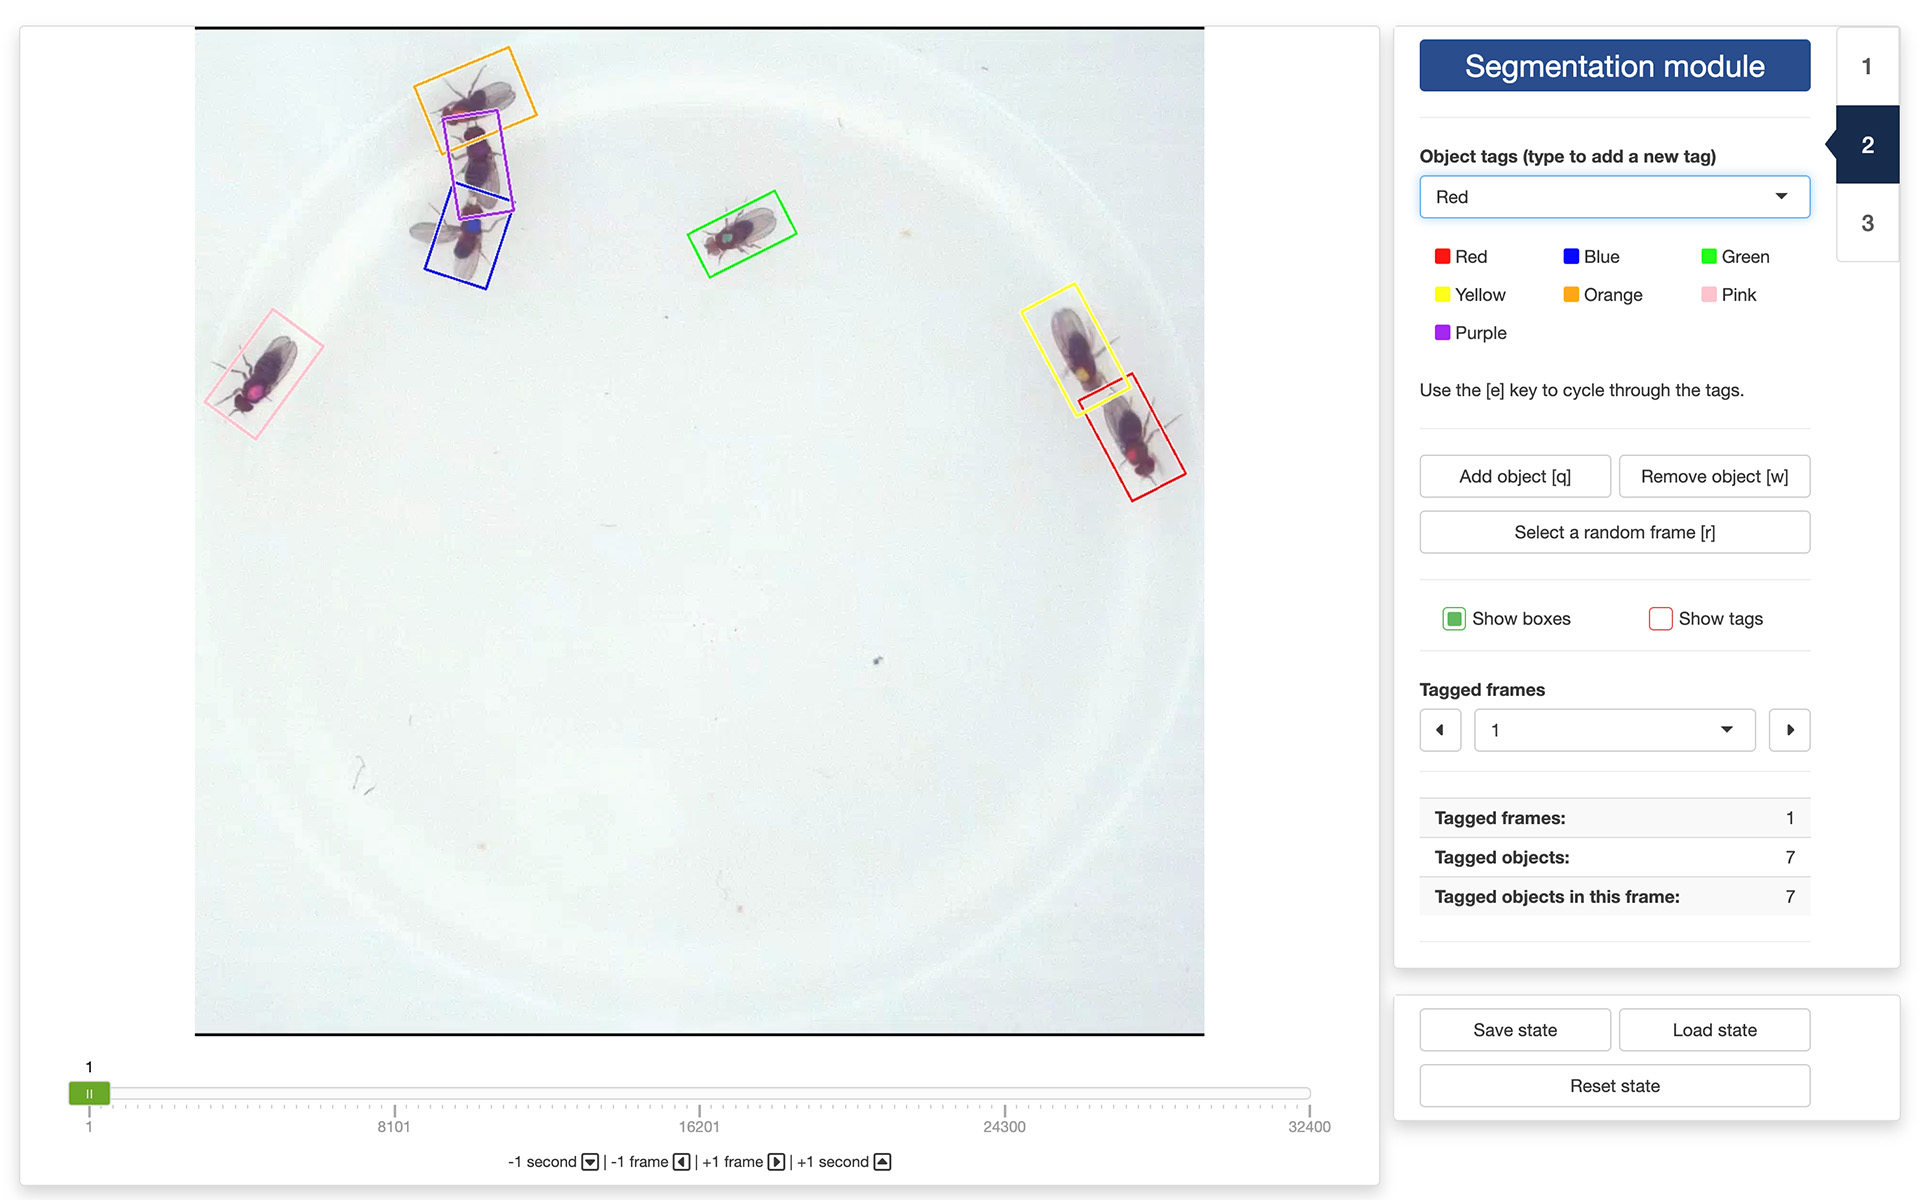 Segmentation module
1
2
3
Object tags (type to add a new tag)
Red
Red
Blue
Green
Yellow
Orange
Pink
Purple
Use the [e] key to cycle through the tags.
Add object [q]
Remove object [w]
Select a random frame [r]
Show boxes
Show tags
Tagged frames
1
Tagged frames: 1
Tagged objects: 7
Tagged objects in this frame: 7
Save state
Load state
Reset state
1
1 8101 16201 24300 32400
-1 second | -1 frame | +1 frame | +1 second